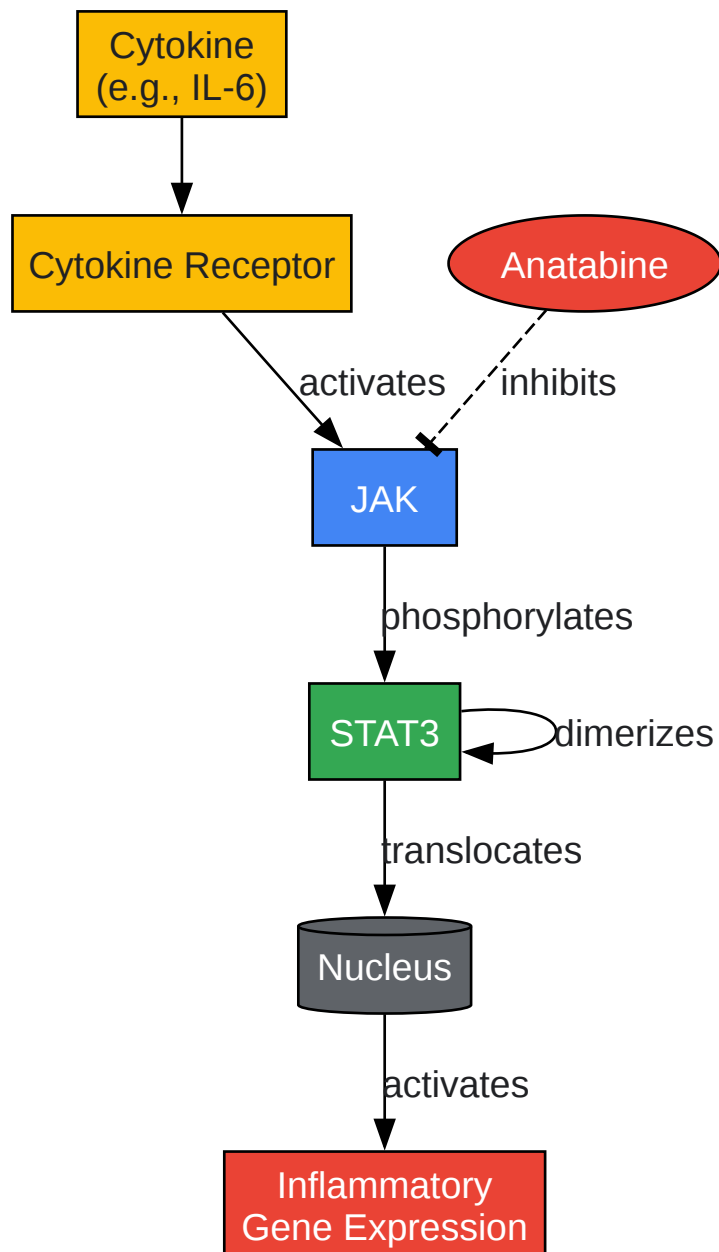 Cytokine
(e.g., IL-6)
Cytokine Receptor
Anatabine
activates
inhibits
JAK
phosphorylates
STAT3
dimerizes
translocates
Nucleus
activates
Inflammatory
Gene Expression